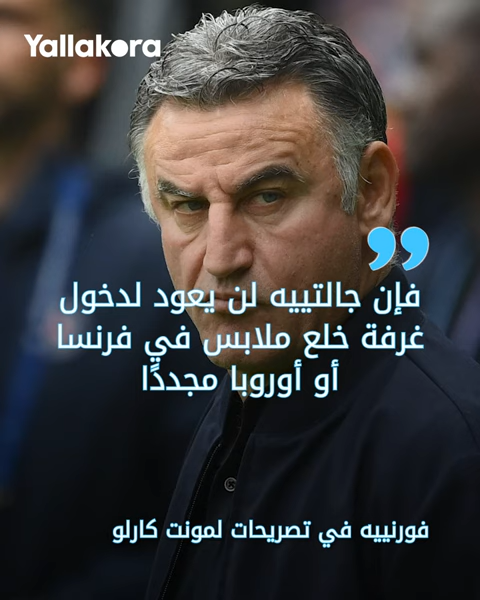 Yallakora
فإن جالتييه لن يعود لدخول
غرفة خلع ملابس في فرنسا
أو أوروبا مجددًا
فورنييه في تصريحات لمونت كارلو